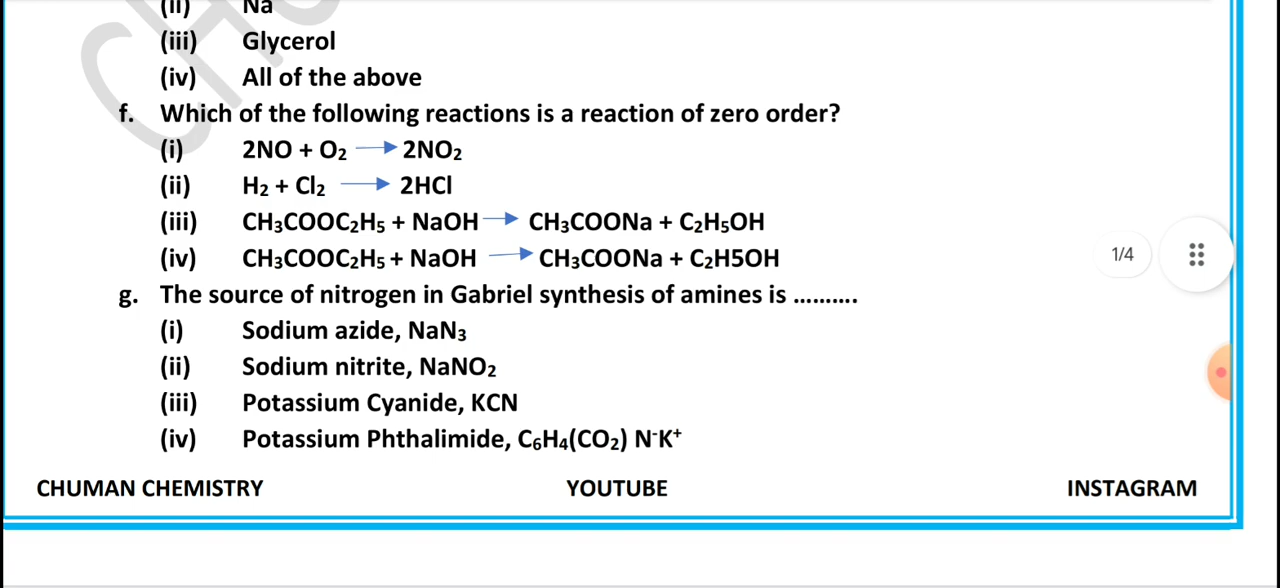 (ii) Na
(iii) Glycerol
(iv) All of the above
f. Which of the following reactions is a reaction of zero order?
(i) 2NO + O₂ → 2NO₂
(ii) H₂ + Cl₂ → 2HCl
(iii) CH₃COOC₂H₅ + NaOH → CH₃COONa + C₂H₅OH
(iv) CH₃COOC₂H₅ + NaOH → CH₃COONa + C₂H5OH
g. The source of nitrogen in Gabriel synthesis of amines is ..........
(i) Sodium azide, NaN₃
(ii) Sodium nitrite, NaNO₂
(iii) Potassium Cyanide, KCN
(iv) Potassium Phthalimide, C₆H₄(CO₂) N⁻K⁺
1/4
CHUMAN CHEMISTRY YOUTUBE INSTAGRAM